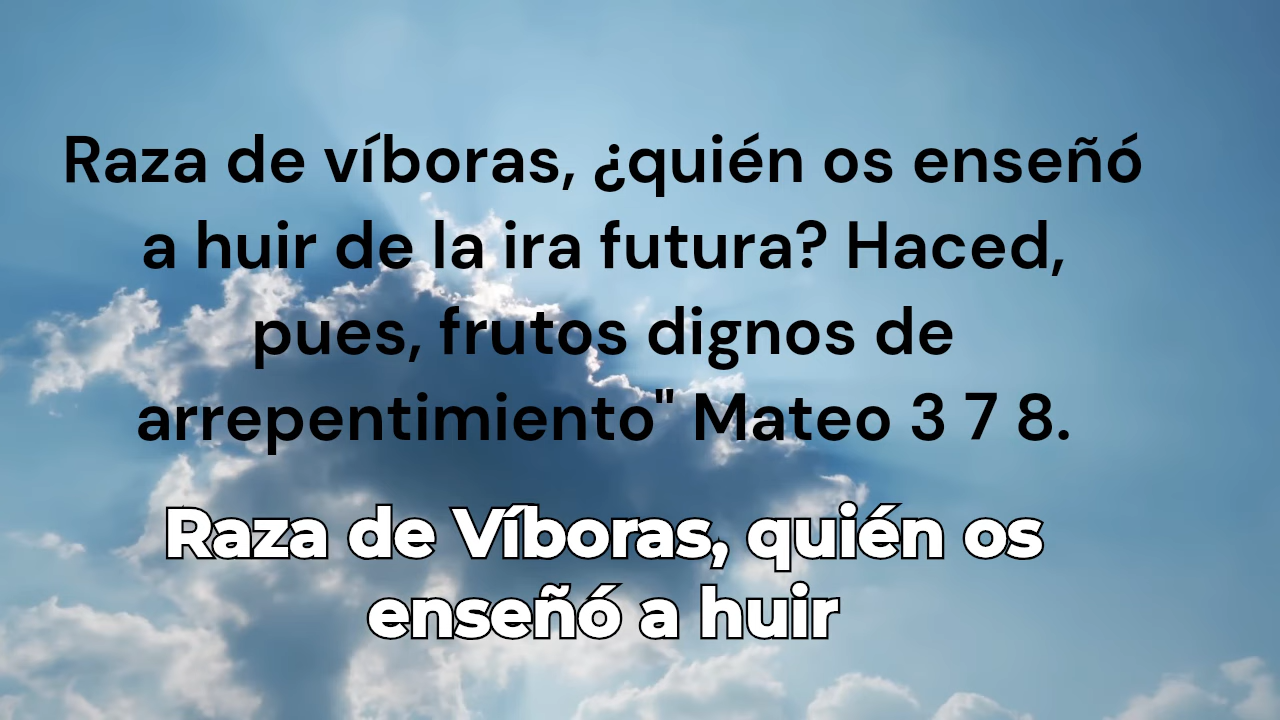 Raza de víboras, ¿quién os enseñó
a huir de la ira futura? Haced,
pues, frutos dignos de
arrepentimiento" Mateo 3 7 8.
Raza de Víboras, quién os
enseñó a huir